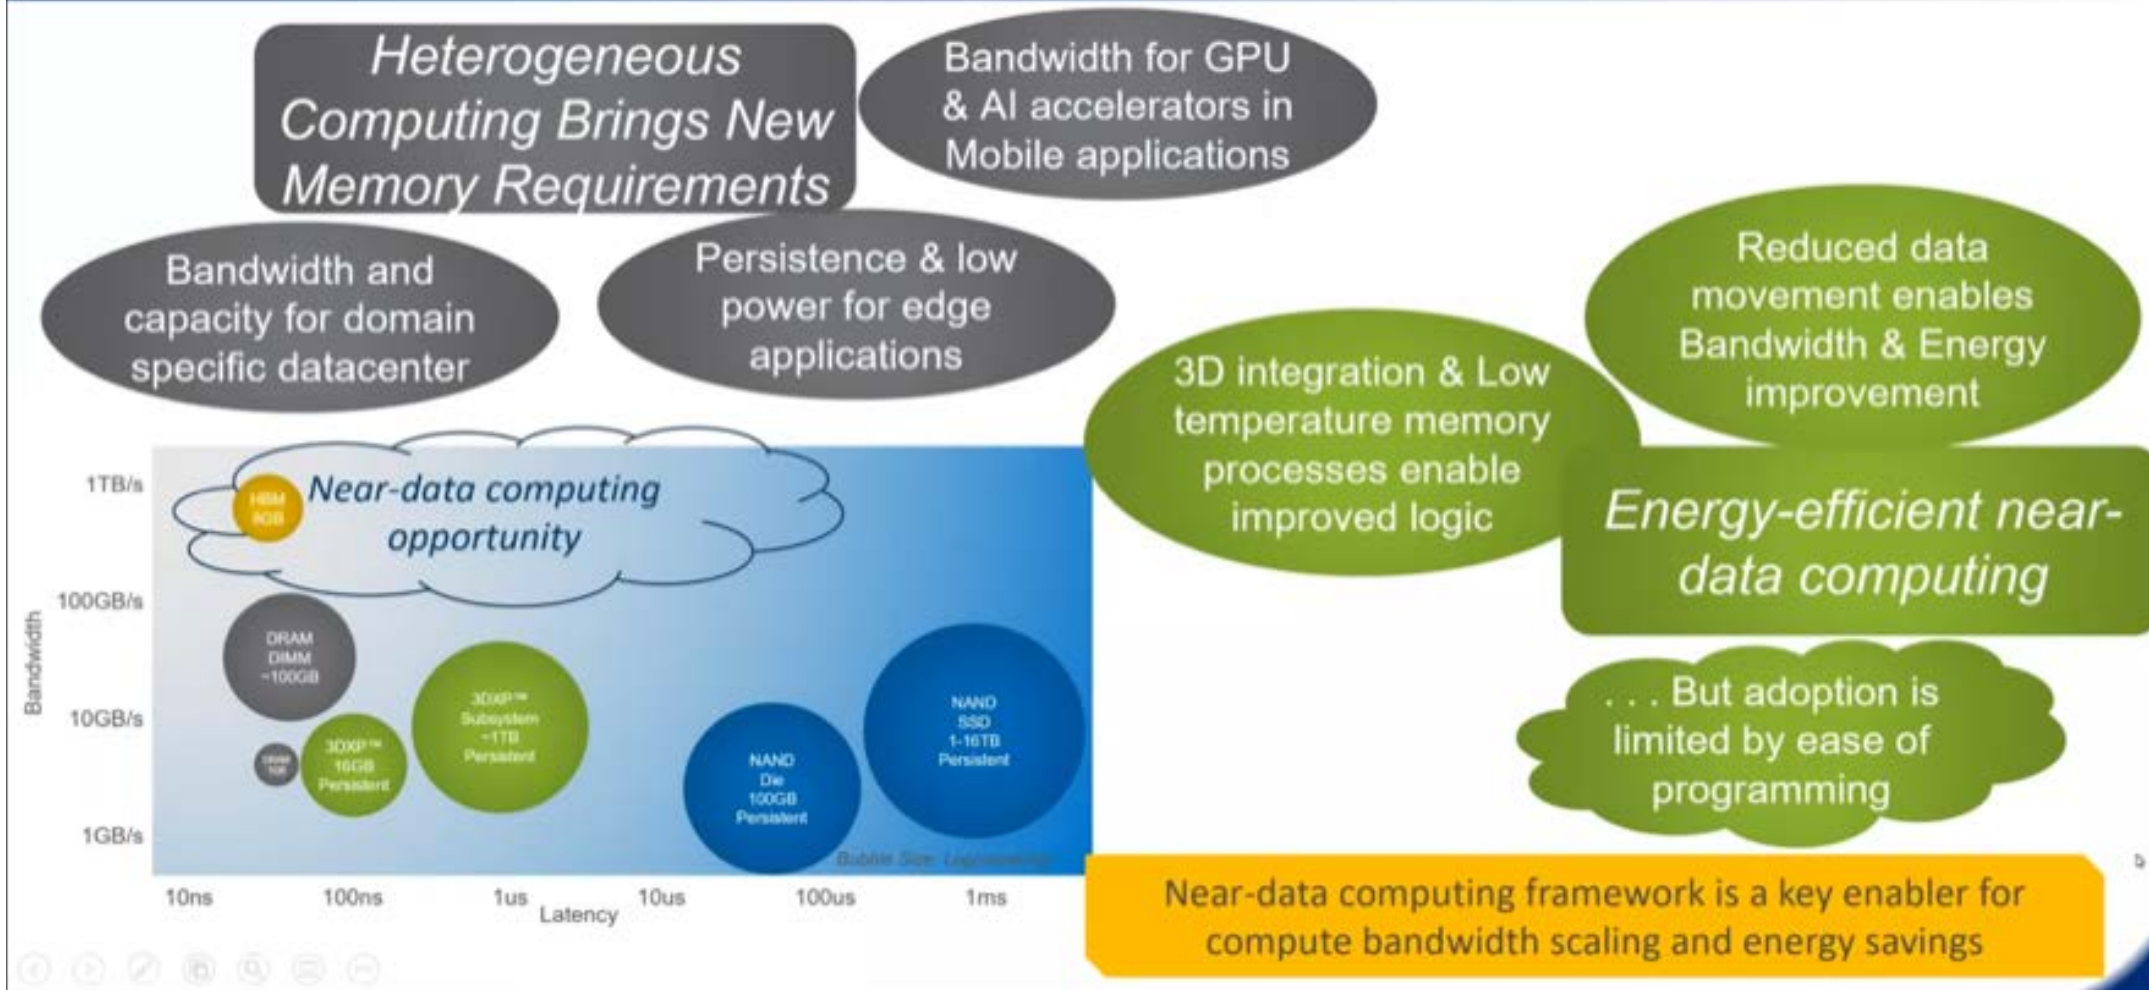 Heterogeneous
Computing Brings New
Memory Requirements
Bandwidth for GPU
& AI accelerators in
Mobile applications
Bandwidth and
capacity for domain
specific datacenter
Persistence & low
power for edge
applications
Reduced data
movement enables
Bandwidth & Energy
improvement
3D integration & Low
temperature memory
processes enable
improved logic
Energy-efficient near-
data computing
. . . But adoption is
limited by ease of
programming
Near-data computing framework is a key enabler for
compute bandwidth scaling and energy savings
Near-data computing
opportunity
Bandwidth
1TB/s
100GB/s
10GB/s
1GB/s
HBM
8GB
DRAM
DIMM
~100GB
DRAM
3DXP™
16GB
Persistent
3DXP™
Subsystem
~1TB
Persistent
NAND
Die
100GB
Persistent
NAND
SSD
1-16TB
Persistent
Bubble Size:
10ns
100ns
1us
10us
100us
1ms
Latency